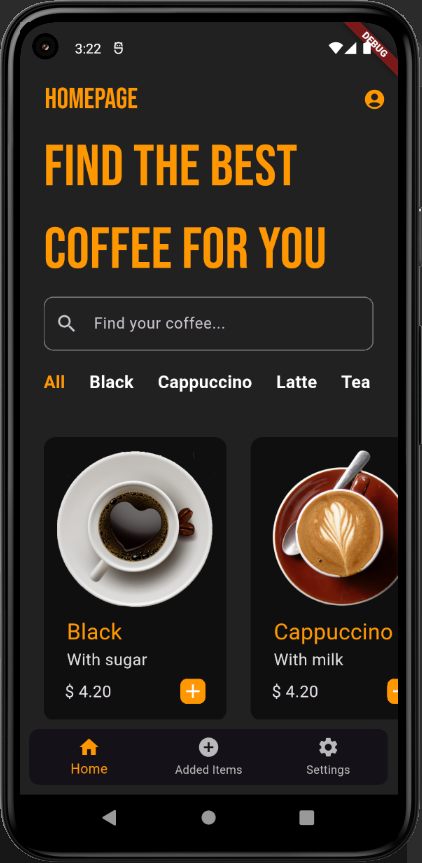 3:22
DEBUG
HOMEPAGE
FIND THE BEST
COFFEE FOR YOU
Find your coffee...
All Black Cappuccino Latte Tea
Black Cappuccino
With sugar With milk
$ 4.20 $ 4.20
Home Added Items Settings